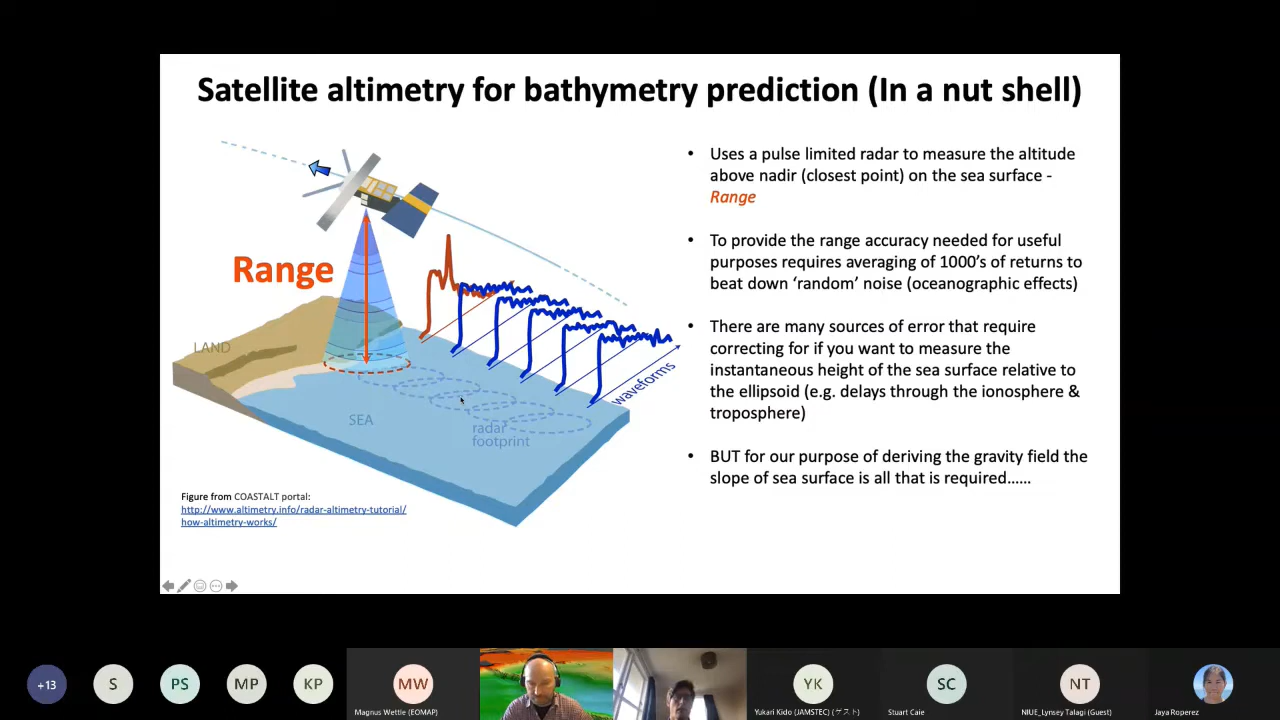 Satellite altimetry for bathymetry prediction (In a nut shell)
Range
LAND
SEA
radar
footprint
waveforms
Figure from COASTALT portal:
http://www.altimetry.info/radar-altimetry-tutorial/
how-altimetry-works/
• Uses a pulse limited radar to measure the altitude
above nadir (closest point) on the sea surface -
Range
• To provide the range accuracy needed for useful
purposes requires averaging of 1000’s of returns to
beat down ‘random’ noise (oceanographic effects)
• There are many sources of error that require
correcting for if you want to measure the
instantaneous height of the sea surface relative to
the ellipsoid (e.g. delays through the ionosphere &
troposphere)
• BUT for our purpose of deriving the gravity field the
slope of sea surface is all that is required……
+13
S
PS
MP
KP
MW
Magnus Wettle (EOMAP)
YK
Yukari Kido (JAMSTEC) (ゲスト)
SC
Stuart Caie
NT
NIUE_Lynsey Talagi (Guest)
Jaya Roperez